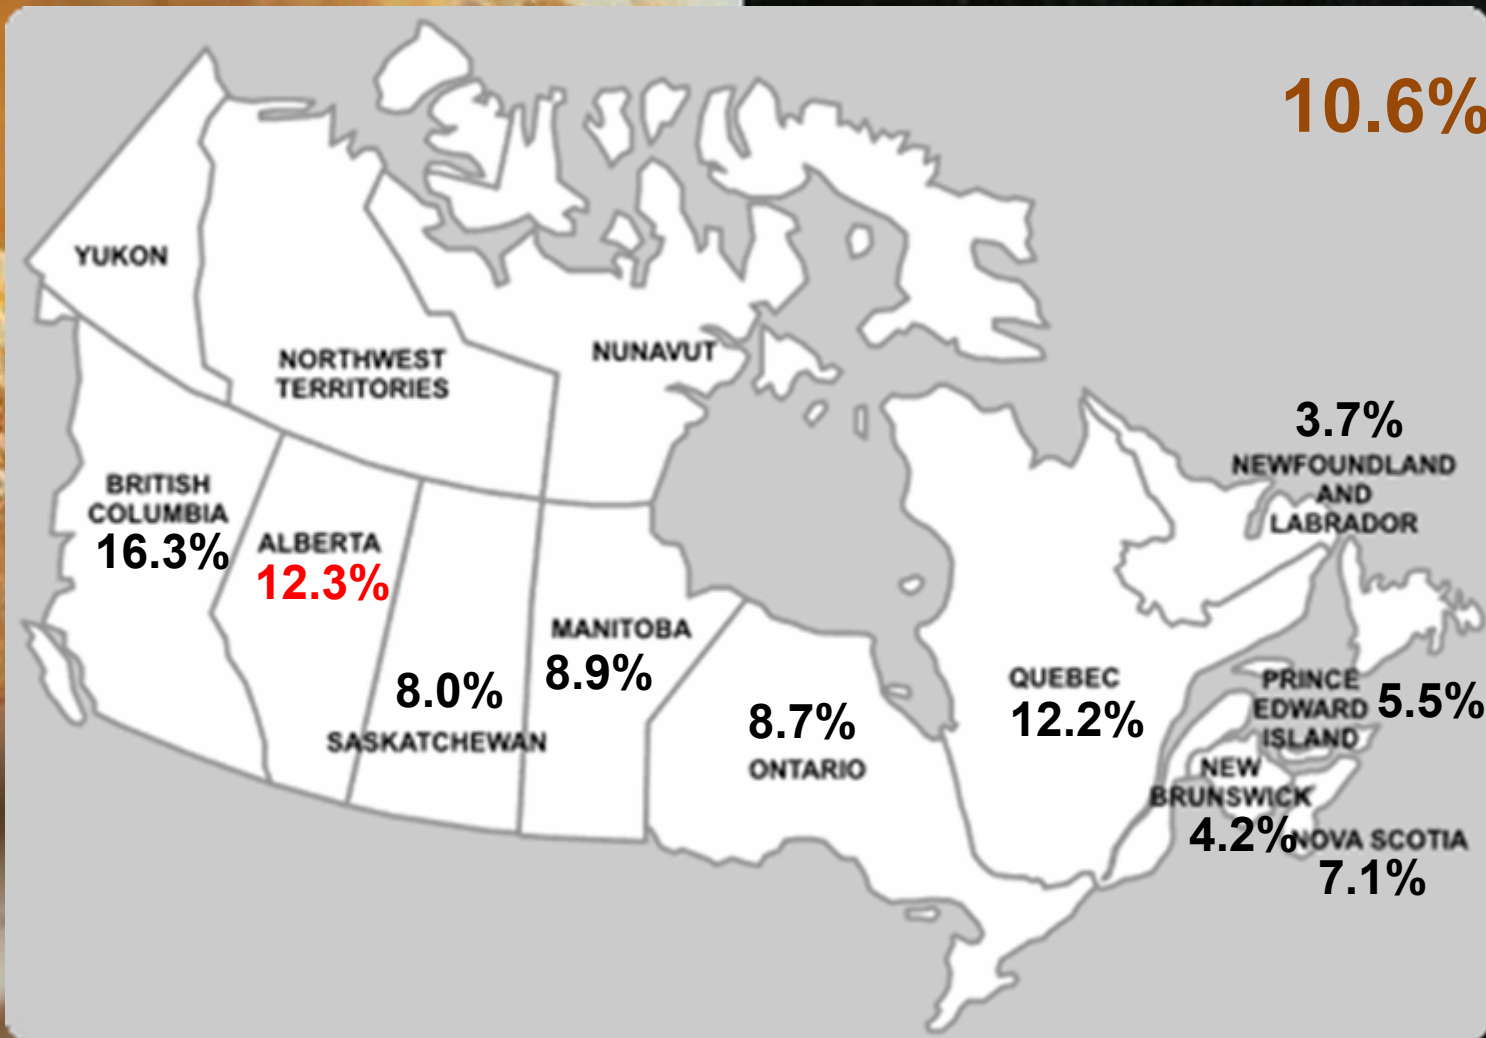 10.6%
YUKON
NORTHWEST
TERRITORIES
NUNAVUT
3.7%
NEWFOUNDLAND
AND
LABRADOR
BRITISH
COLUMBIA
16.3%
ALBERTA
12.3%
8.0%
SASKATCHEWAN
MANITOBA
8.9%
8.7%
ONTARIO
QUEBEC
12.2%
PRINCE
EDWARD
ISLAND
5.5%
NEW
BRUNSWICK
4.2%
NOVA SCOTIA
7.1%